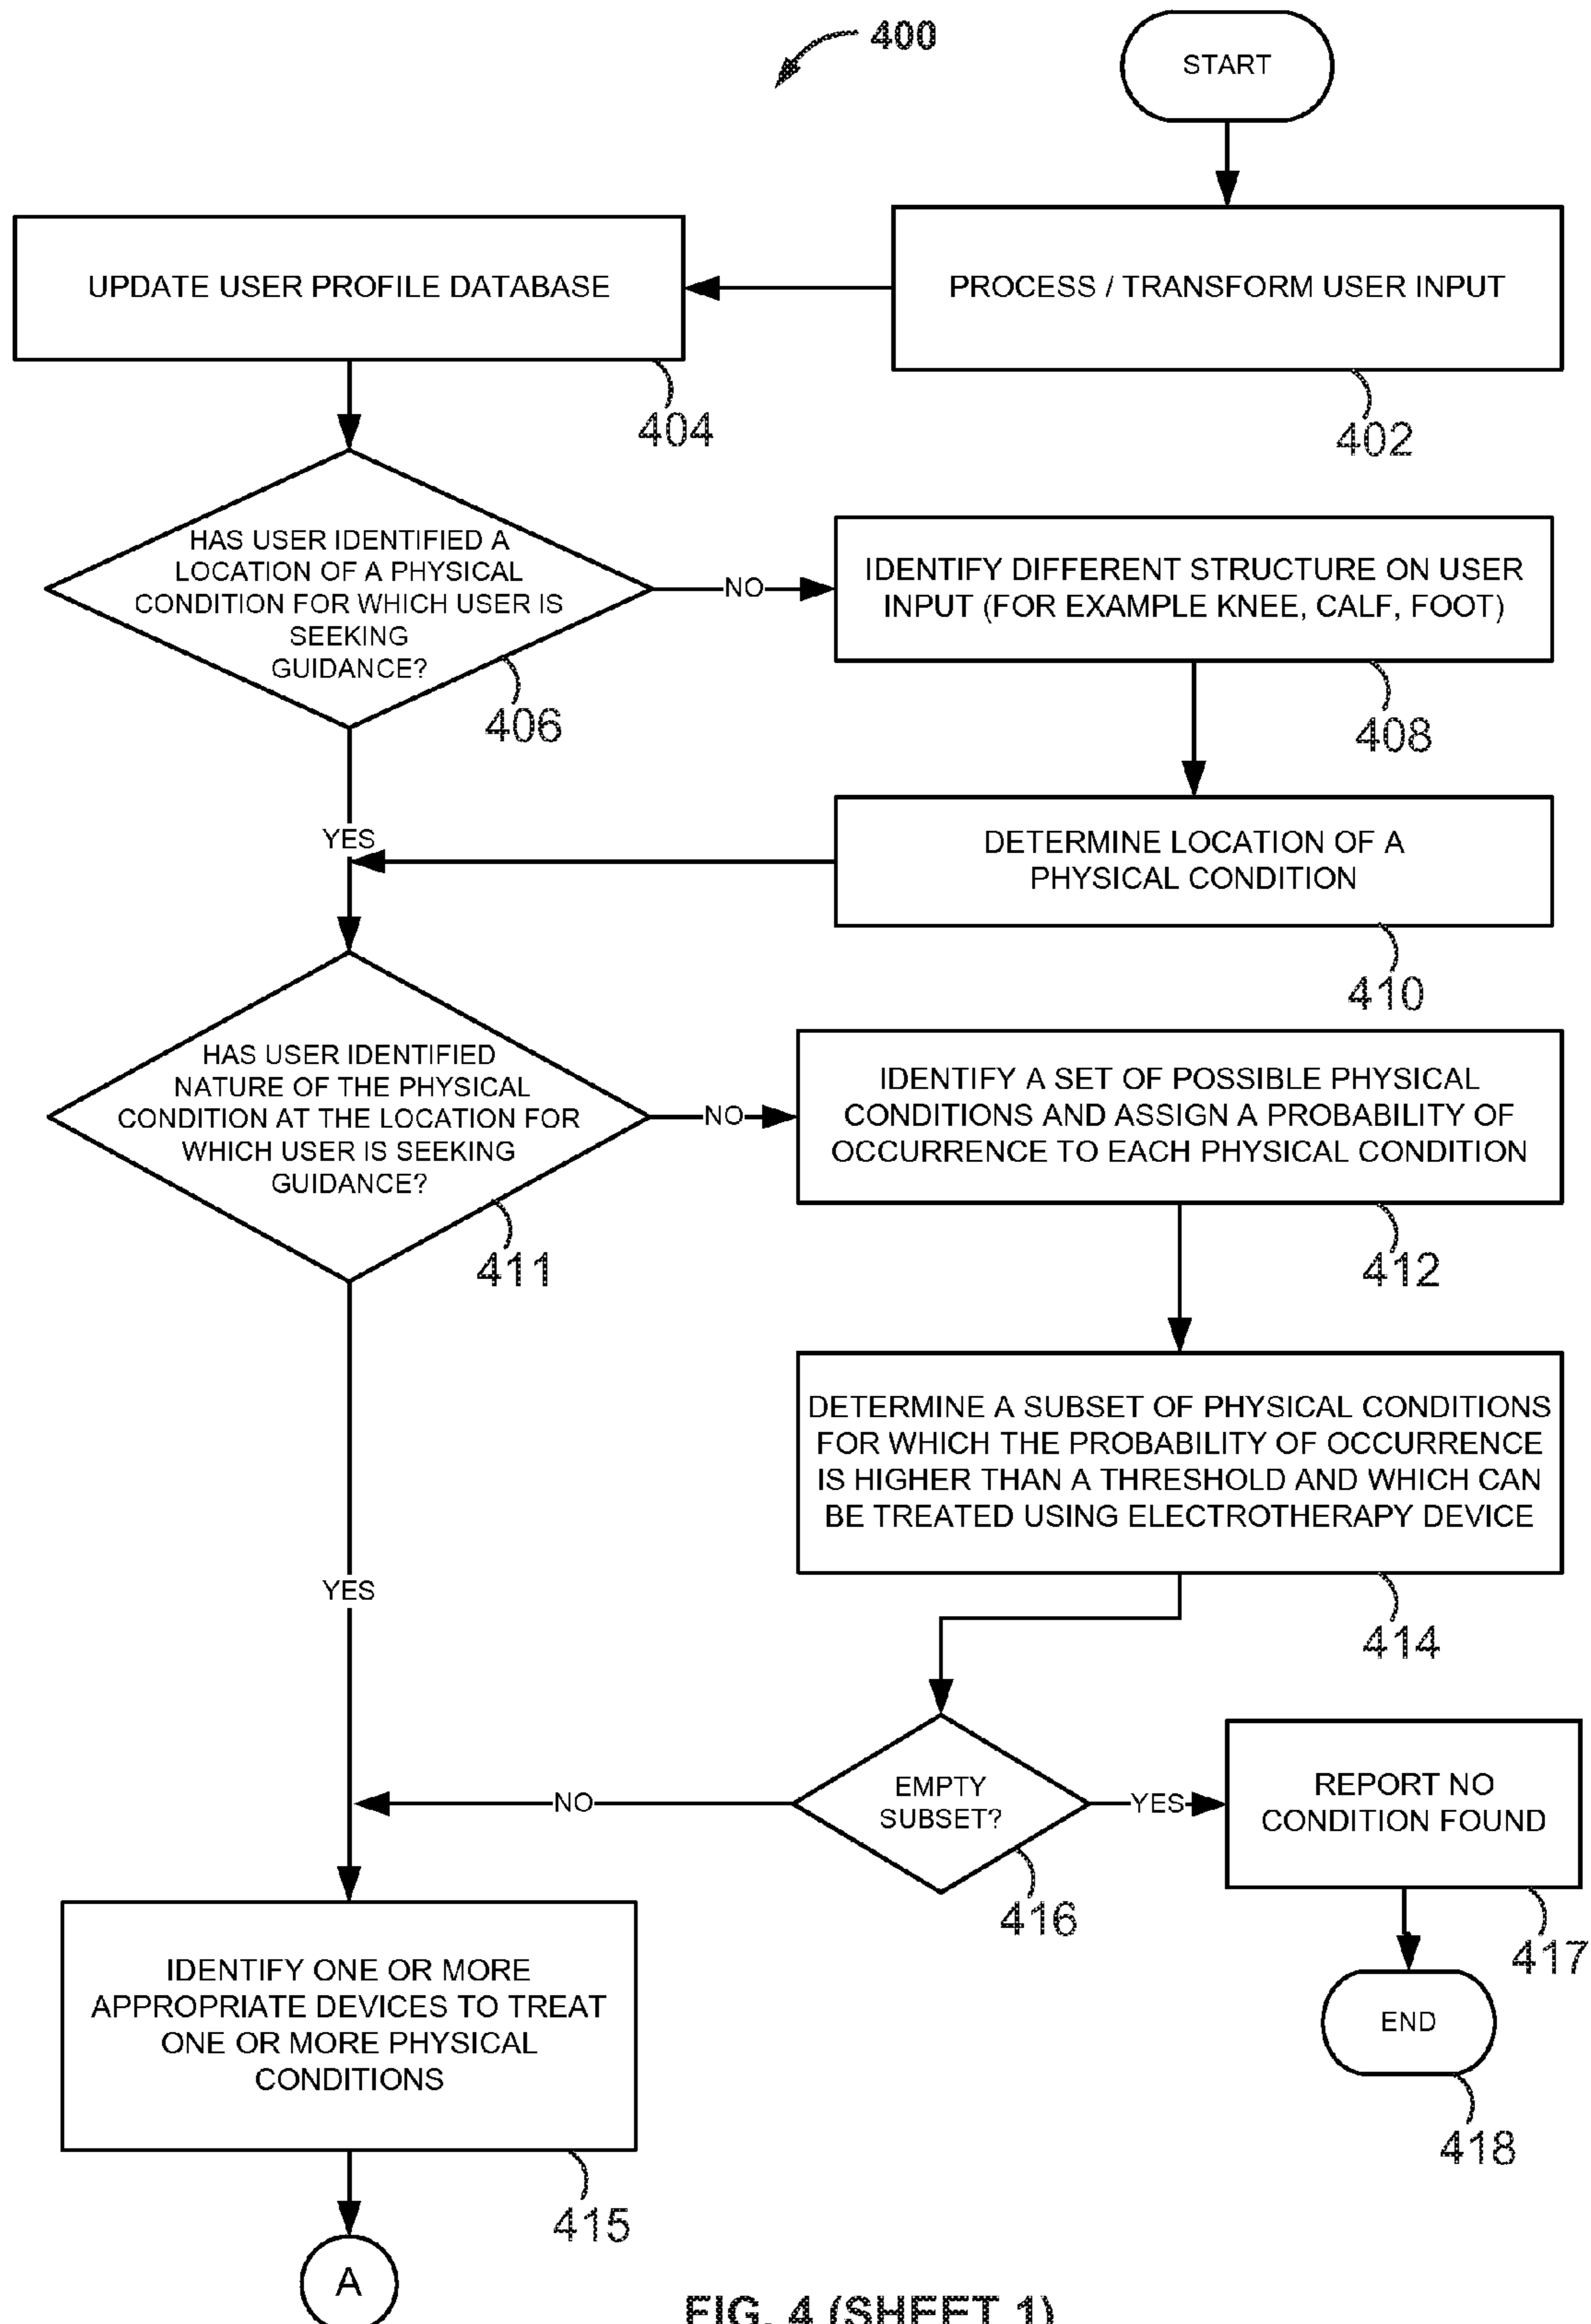 400
START
UPDATE USER PROFILE DATABASE
PROCESS / TRANSFORM USER INPUT
404
402
HAS USER IDENTIFIED A
LOCATION OF A PHYSICAL
CONDITION FOR WHICH USER IS
SEEKING
GUIDANCE?
406
NO
IDENTIFY DIFFERENT STRUCTURE ON USER
INPUT (FOR EXAMPLE KNEE, CALF, FOOT)
408
YES
DETERMINE LOCATION OF A
PHYSICAL CONDITION
410
HAS USER IDENTIFIED
NATURE OF THE PHYSICAL
CONDITION AT THE LOCATION FOR
WHICH USER IS SEEKING
GUIDANCE?
411
NO
IDENTIFY A SET OF POSSIBLE PHYSICAL
CONDITIONS AND ASSIGN A PROBABILITY OF
OCCURRENCE TO EACH PHYSICAL CONDITION
412
DETERMINE A SUBSET OF PHYSICAL CONDITIONS
FOR WHICH THE PROBABILITY OF OCCURRENCE
IS HIGHER THAN A THRESHOLD AND WHICH CAN
BE TREATED USING ELECTROTHERAPY DEVICE
414
YES
NO
EMPTY
SUBSET?
416
YES
REPORT NO
CONDITION FOUND
417
END
418
IDENTIFY ONE OR MORE
APPROPRIATE DEVICES TO TREAT
ONE OR MORE PHYSICAL
CONDITIONS
415
A
FIG. 4 (SHEET 1)